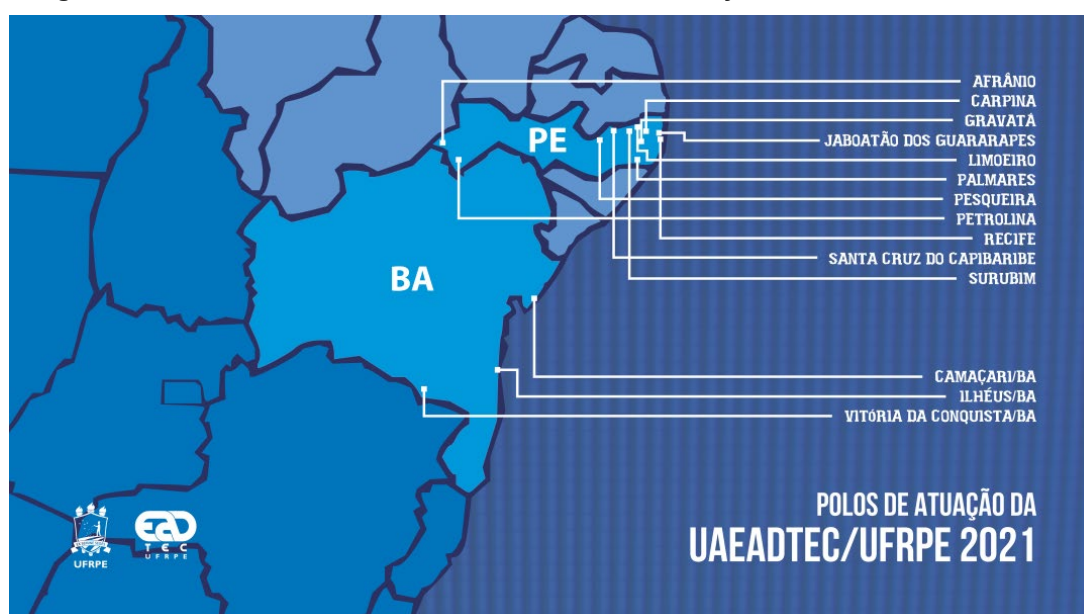 AFRÂNIO
CARPINA
GRAVATÁ
JABOATÃO DOS GUARARAPES
LIMOEIRO
PE
PALMARES
PESQUEIRA
PETROLINA
RECIFE
SANTA CRUZ DO CAPIBARIBE
SURUBIM
BA
CAMAÇARI/BA
ILHÉUS/BA
VITÓRIA DA CONQUISTA/BA
POLOS DE ATUAÇÃO DA
UAEADTEC/UFRPE 2021
UFRPE
EAD
TEC
UFRPE